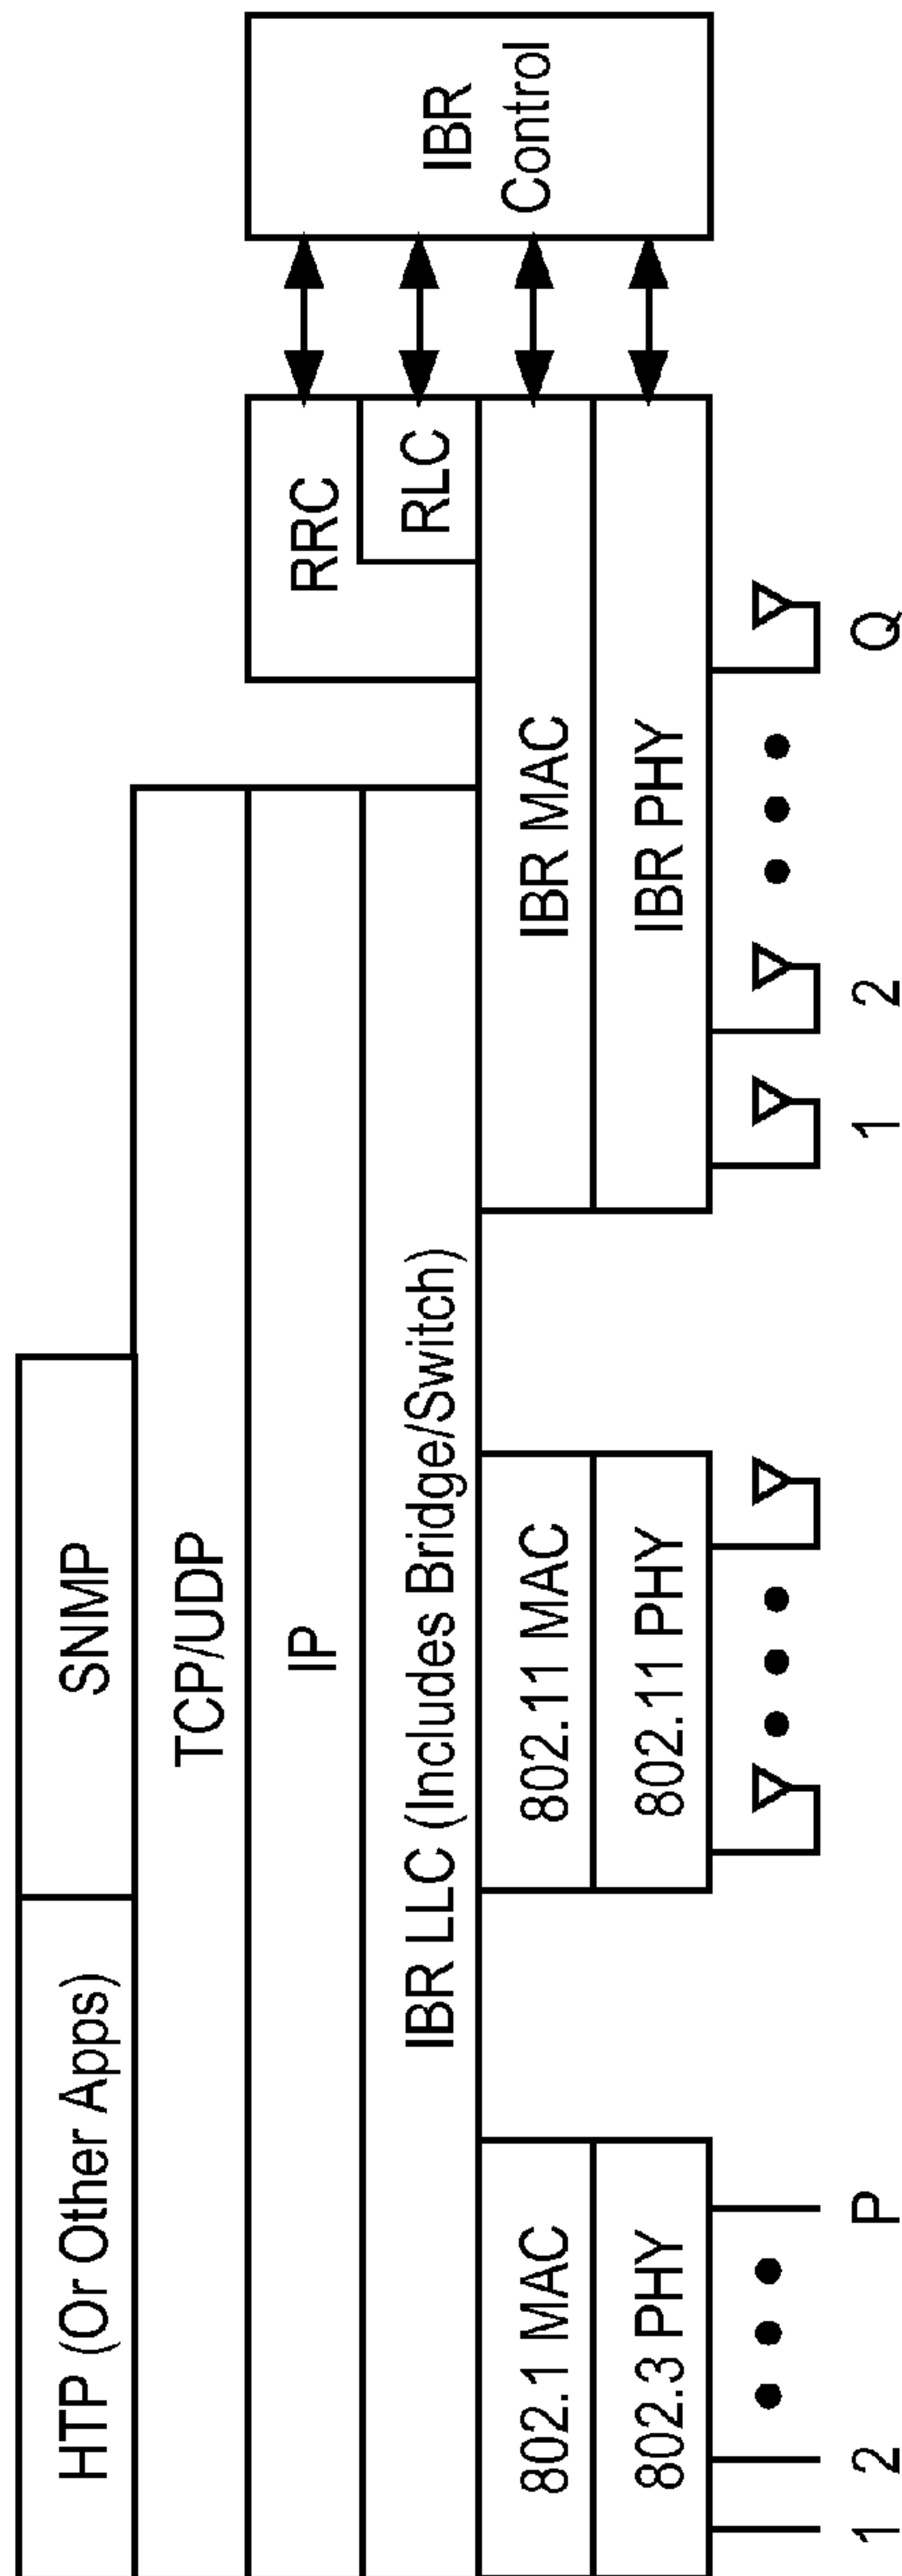 HTP (Or Other Apps)
SNMP
TCP/UDP
IP
IBR LLC (Includes Bridge/Switch)
RRC
RLC
IBR
Control
802.1 MAC
802.11 MAC
IBR MAC
802.3 PHY
802.11 PHY
IBR PHY
1 2 P
1 2 Q